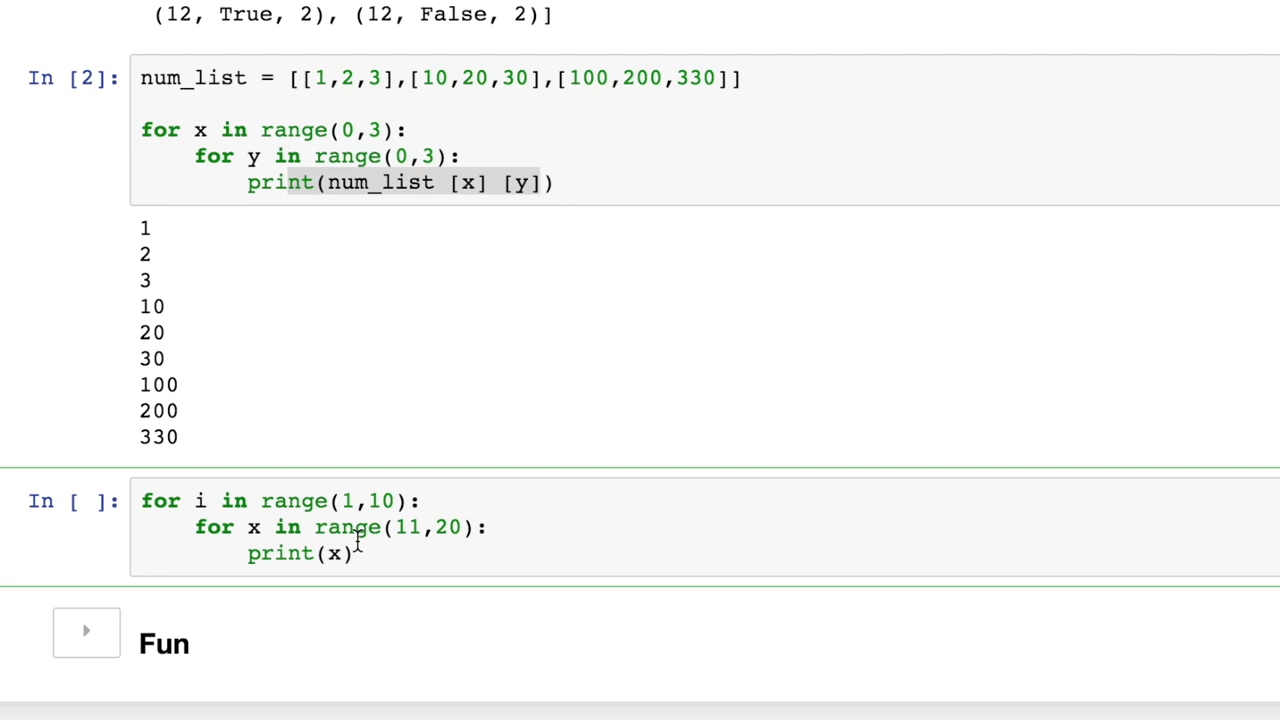 (12, True, 2), (12, False, 2)]
In [2]: num_list = [[1,2,3],[10,20,30],[100,200,330]]
for x in range(0,3):
    for y in range(0,3):
        print(num_list [x] [y])
1
2
3
10
20
30
100
200
330
In [ ]: for i in range(1,10):
    for x in range(11,20):
        print(x)
Fun